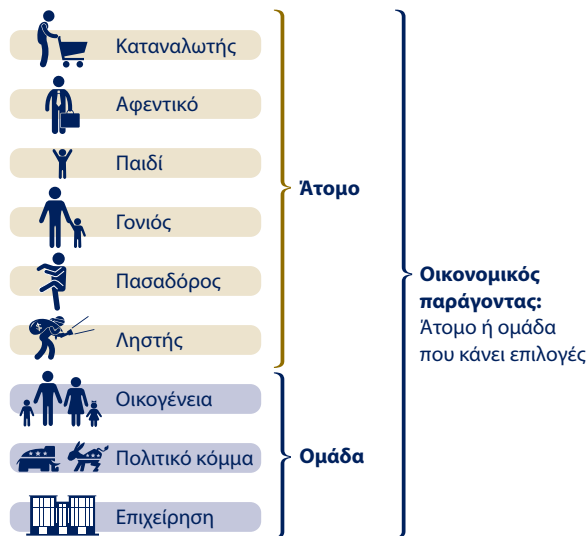 Καταναλωτής
Αφεντικό
Παιδί
Γονιός
Πασαδόρος
Ληστής
Οικογένεια
Πολιτικό κόμμα
Επιχείρηση
Άτομο
Ομάδα
Οικονομικός
παράγοντας:
Άτομο ή ομάδα
που κάνει επιλογές